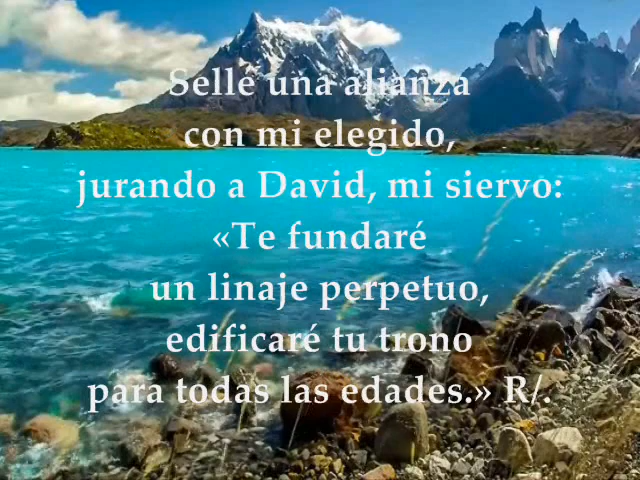 Sellé una alianza
con mi elegido,
jurando a David, mi siervo:
«Te fundaré
un linaje perpetuo,
edificaré tu trono
para todas las edades.» R/.